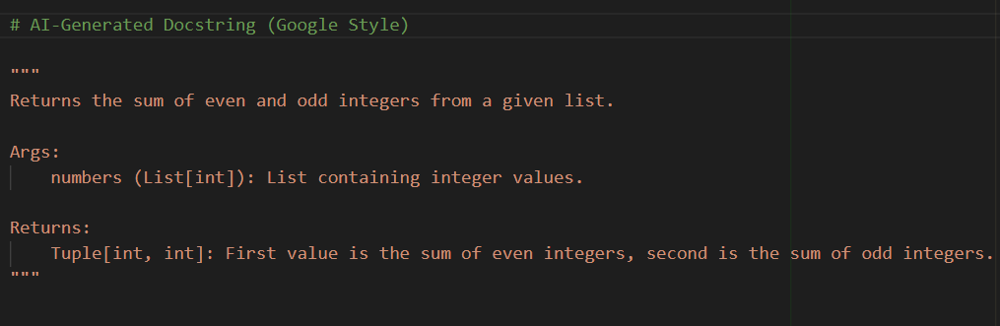 # AI-Generated Docstring (Google Style)
"""
Returns the sum of even and odd integers from a given list.
Args:
numbers (List[int]): List containing integer values.
Returns:
Tuple[int, int]: First value is the sum of even integers, second is the sum of odd integers.
"""